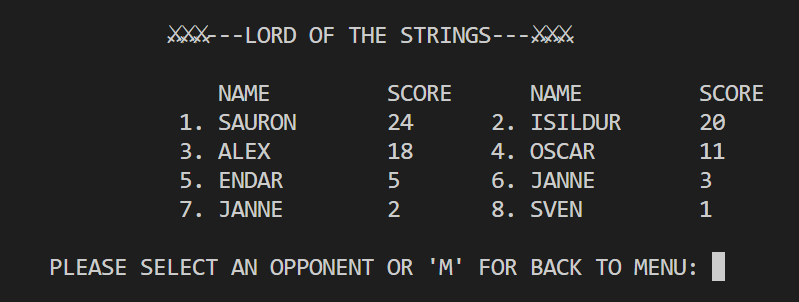 ⚔⚔⚔---LORD OF THE STRINGS---⚔⚔⚔
NAME SCORE NAME SCORE
1. SAURON 24 2. ISILDUR 20
3. ALEX 18 4. OSCAR 11
5. ENDAR 5 6. JANNE 3
7. JANNE 2 8. SVEN 1
PLEASE SELECT AN OPPONENT OR 'M' FOR BACK TO MENU: